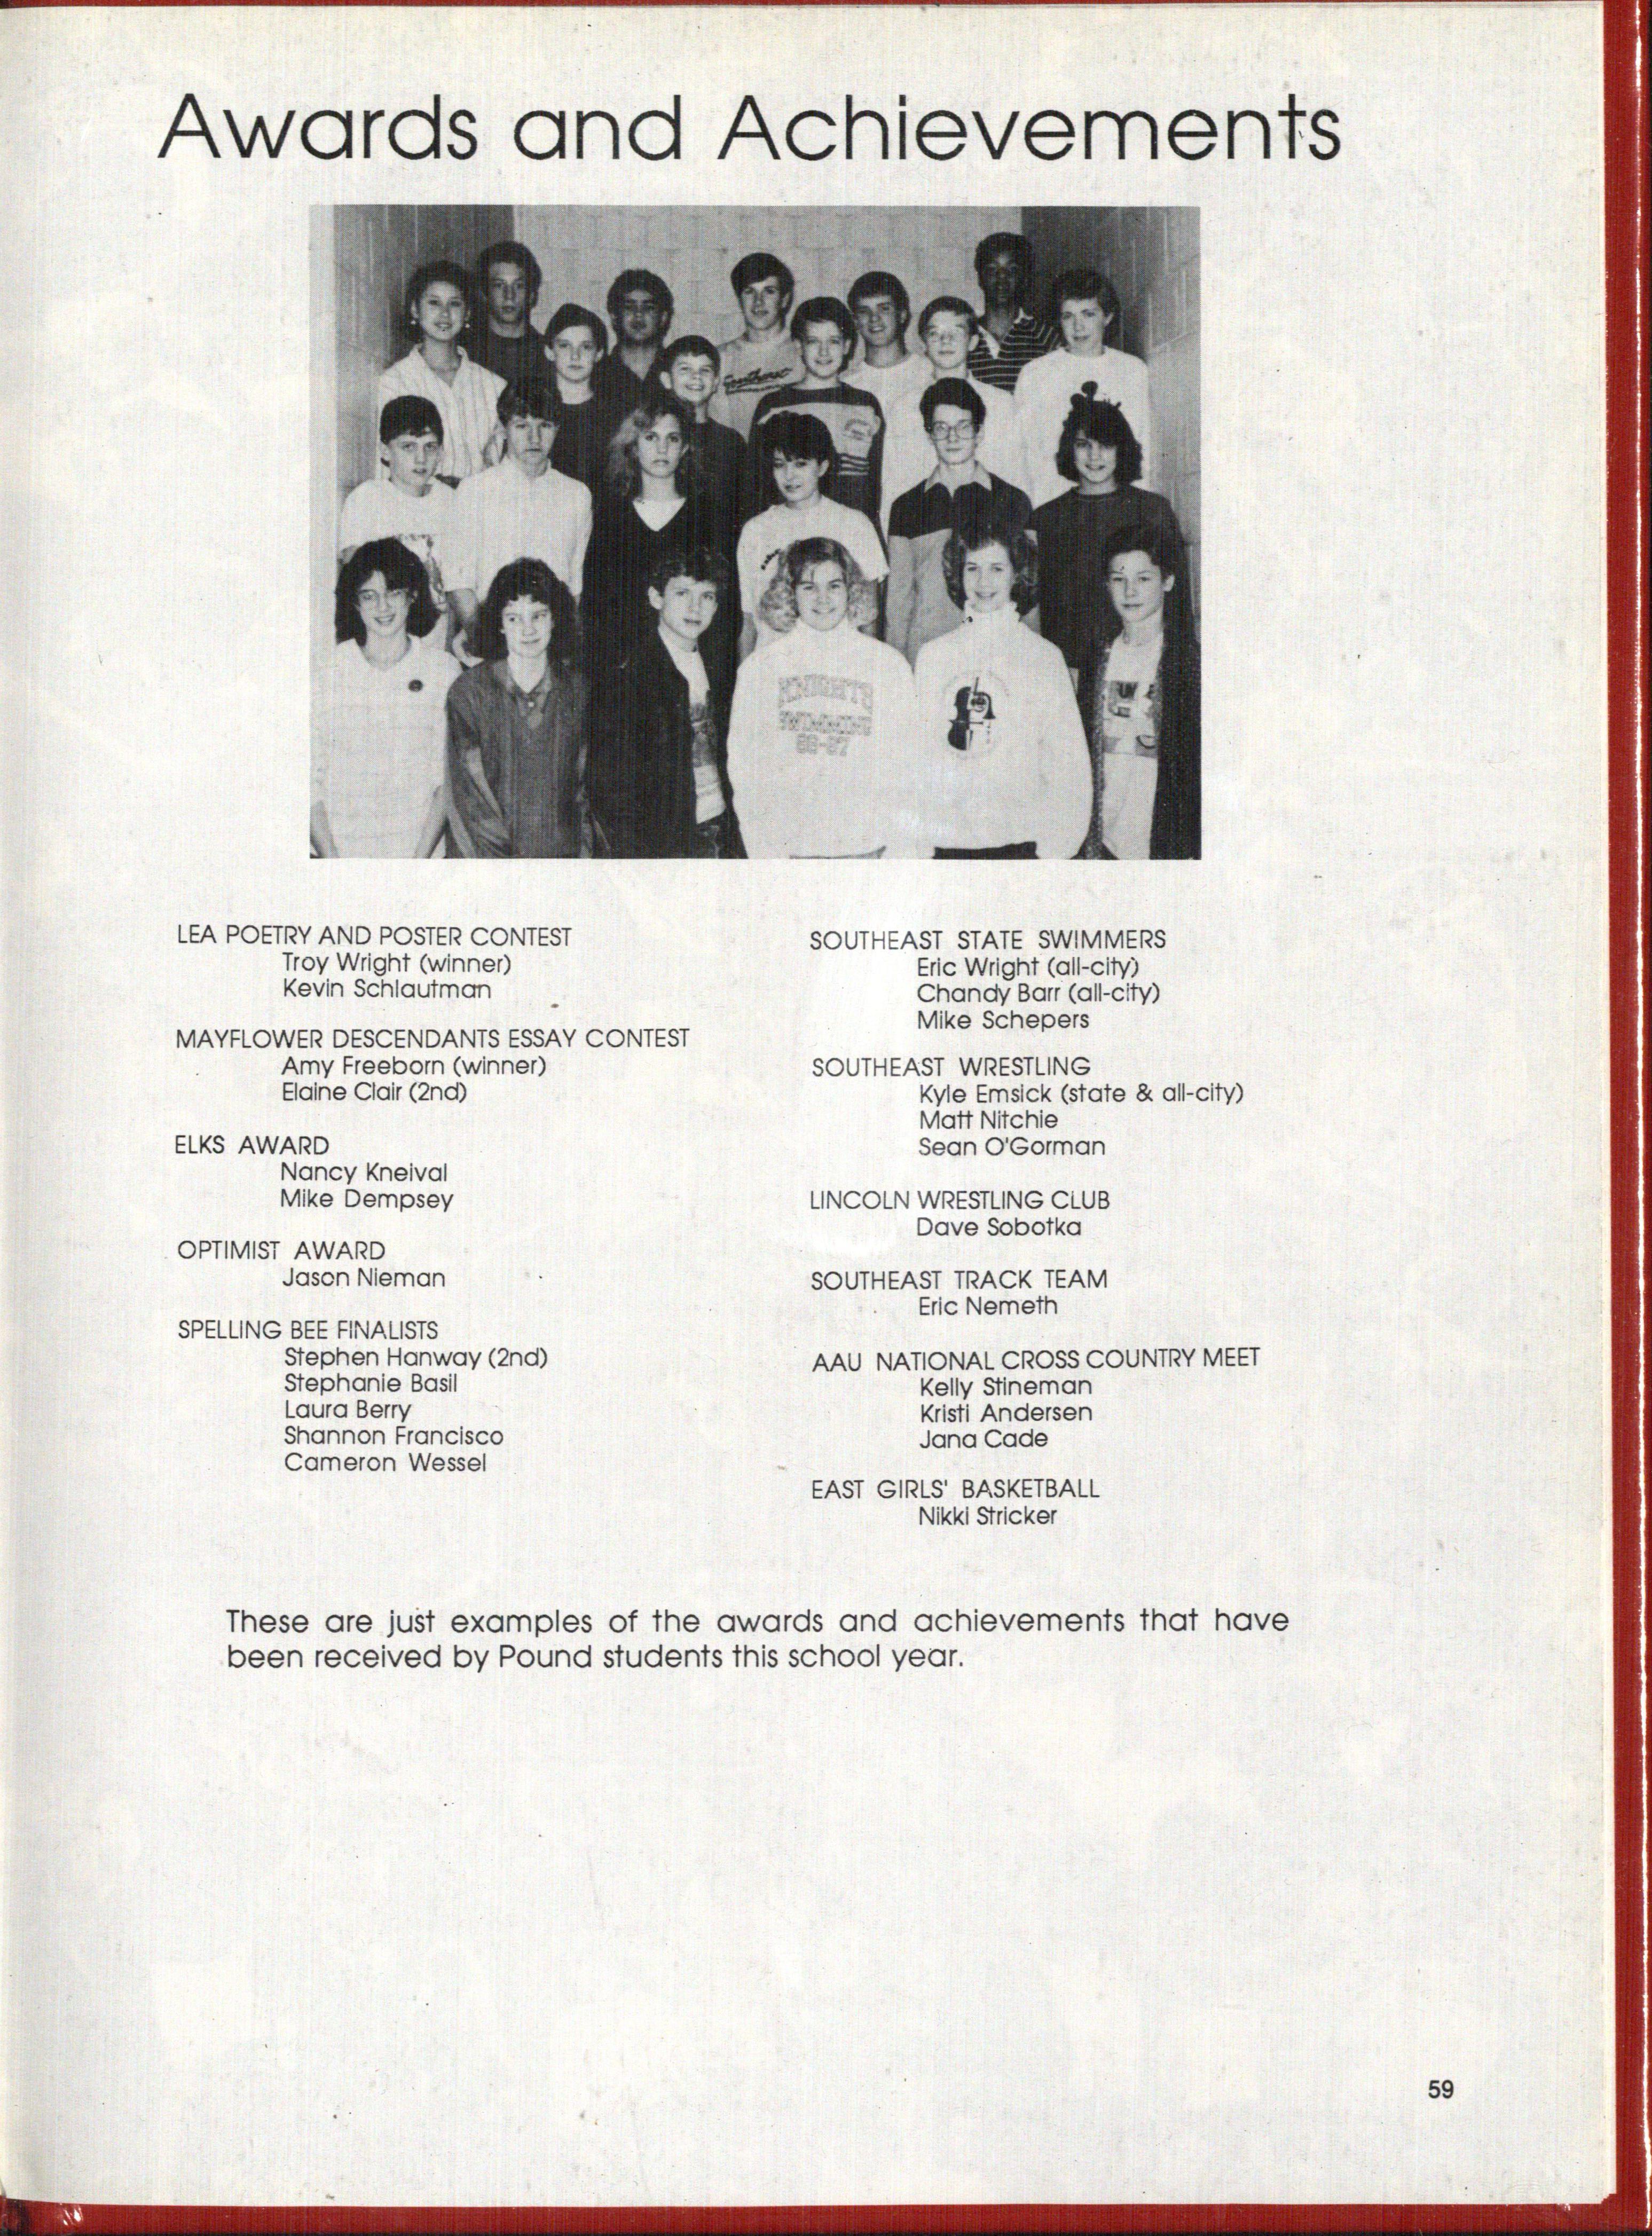 Awards and Achievements
Southeast
KNIGHTS
SWIMMING
86-87
LEA POETRY AND POSTER CONTEST
Troy Wright (winner)
Kevin Schlautman
MAYFLOWER DESCENDANTS ESSAY CONTEST
Amy Freeborn (winner)
Elaine Clair (2nd)
ELKS AWARD
Nancy Kneival
Mike Dempsey
OPTIMIST AWARD
Jason Nieman
SPELLING BEE FINALISTS
Stephen Hanway (2nd)
Stephanie Basil
Laura Berry
Shannon Francisco
Cameron Wessel
SOUTHEAST STATE SWIMMERS
Eric Wright (all-city)
Chandy Barr (all-city)
Mike Schepers
SOUTHEAST WRESTLING
Kyle Emsick (state & all-city)
Matt Nitchie
Sean O'Gorman
LINCOLN WRESTLING CLUB
Dave Sobotka
SOUTHEAST TRACK TEAM
Eric Nemeth
AAU NATIONAL CROSS COUNTRY MEET
Kelly Stineman
Kristi Andersen
Jana Cade
EAST GIRLS' BASKETBALL
Nikki Stricker
These are just examples of the awards and achievements that have
been received by Pound students this school year.
59